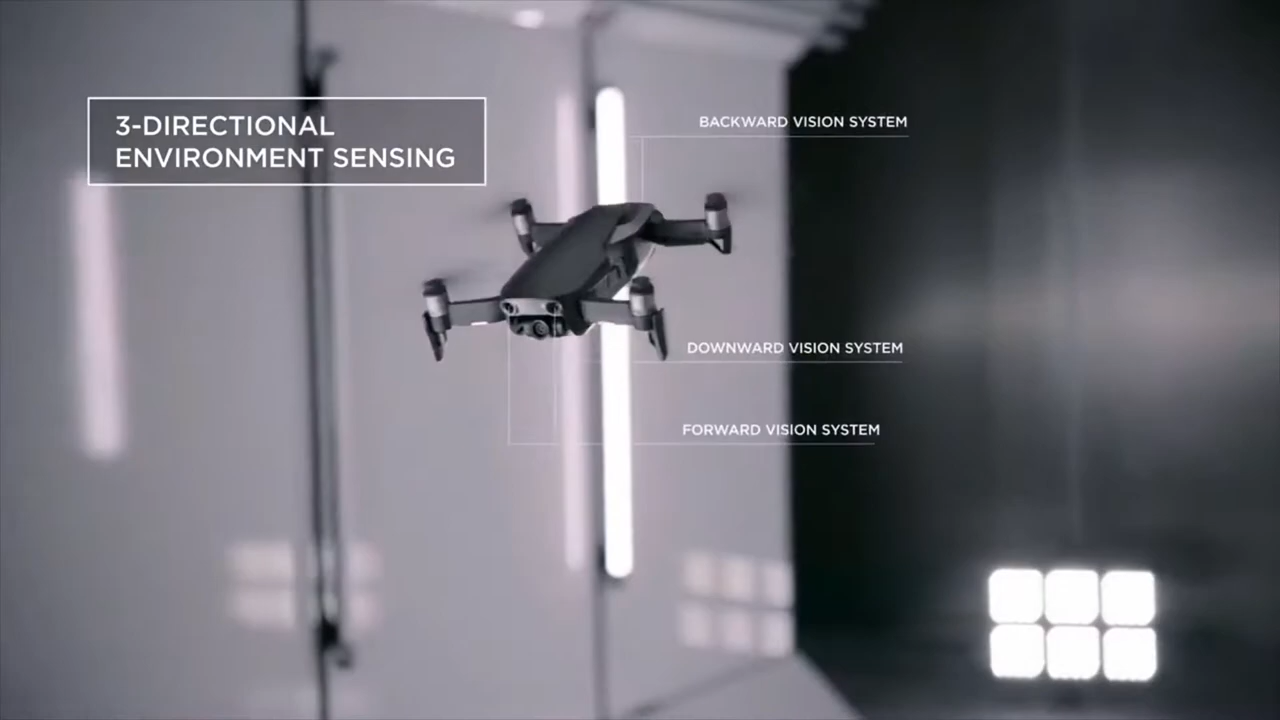 3-DIRECTIONAL
ENVIRONMENT SENSING
BACKWARD VISION SYSTEM
DOWNWARD VISION SYSTEM
FORWARD VISION SYSTEM